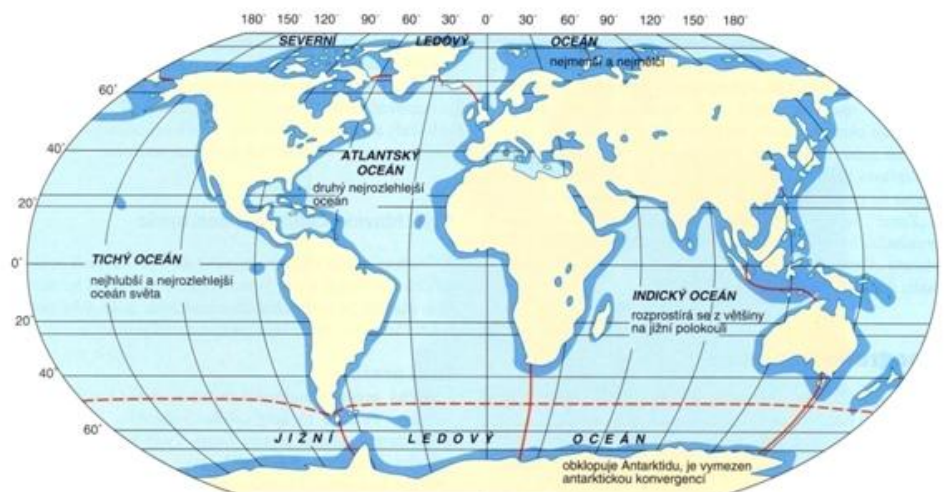 180° 150° 120° 90° 60° 30° 0° 30° 60° 90° 120° 150° 180°
SEVERNÍ LEDOVÝ OCEÁN
nejmenší a nejmělčí
60°
40°
ATLANTSKÝ
OCEÁN
druhý nejrozlehlejší
oceán
20°
TICHÝ OCEÁN
0°
nejhlubší a nejrozlehlejší
oceán světa
INDICKÝ OCEÁN
rozprostírá se z většiny
na jižní polokouli
20°
40°
60°
JIŽNÍ LEDOVÝ OCEÁN
obklopuje Antarktidu, je vymezen
antarktickou konvergencí